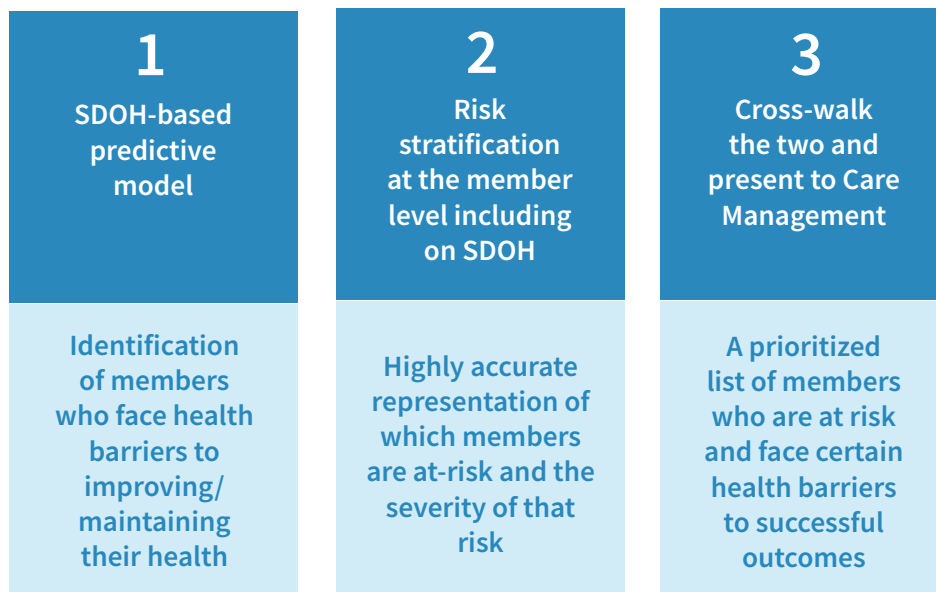 1
SDOH-based
predictive
model
Identification
of members
who face health
barriers to
improving/
maintaining
their health
2
Risk
stratification
at the member
level including
on SDOH
Highly accurate
representation of
which members
are at-risk and the
severity of that
risk
3
Cross-walk
the two and
present to Care
Management
A prioritized
list of members
who are at risk
and face certain
health barriers
to successful
outcomes